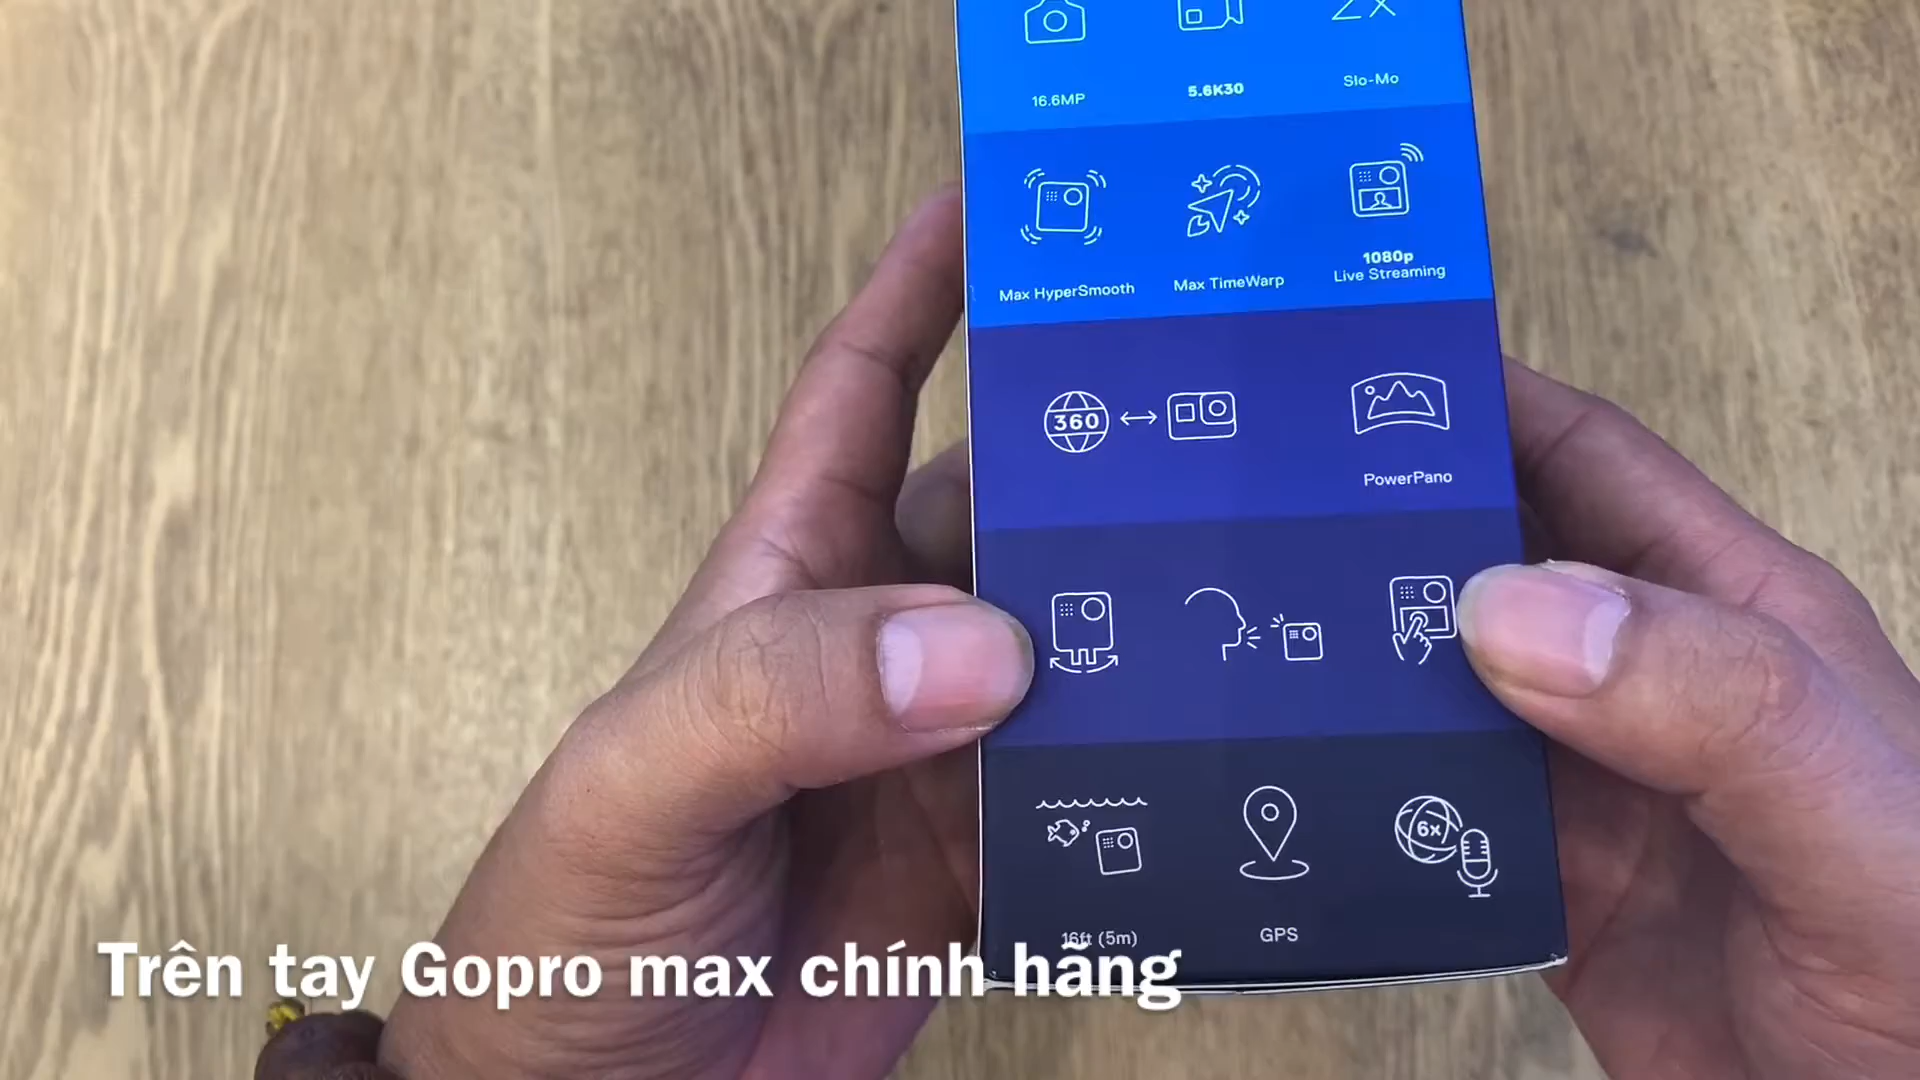 2x
16.6MP
5.6K30
Slo-Mo
Max HyperSmooth
Max TimeWarp
1080p
Live Streaming
360
PowerPano
6x
16ft (5m)
GPS
Trên tay Gopro max chính hãng